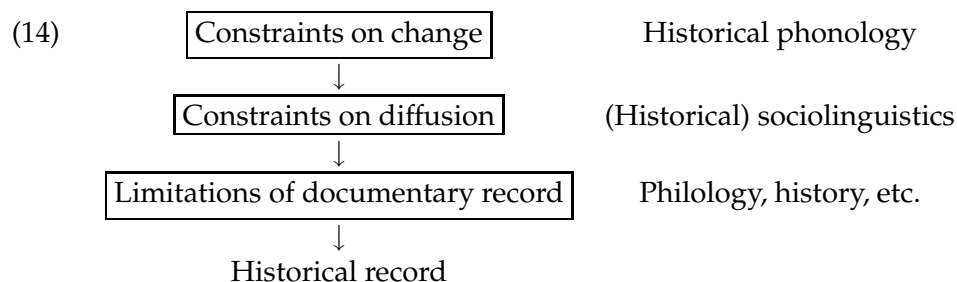 (14) Constraints on change Historical phonology
↓
Constraints on diffusion (Historical) sociolinguistics
↓
Limitations of documentary record Philology, history, etc.
↓
Historical record